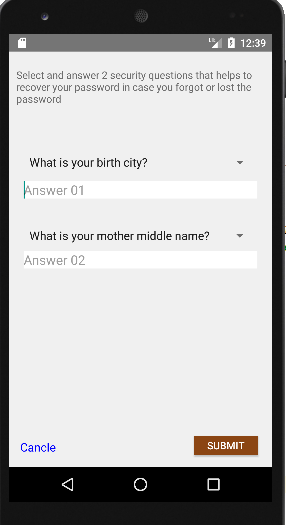 LTE 12:39
Select and answer 2 security questions that helps to
recover your password in case you forgot or lost the
password
What is your birth city?
Answer 01
What is your mother middle name?
Answer 02
Cancle
SUBMIT